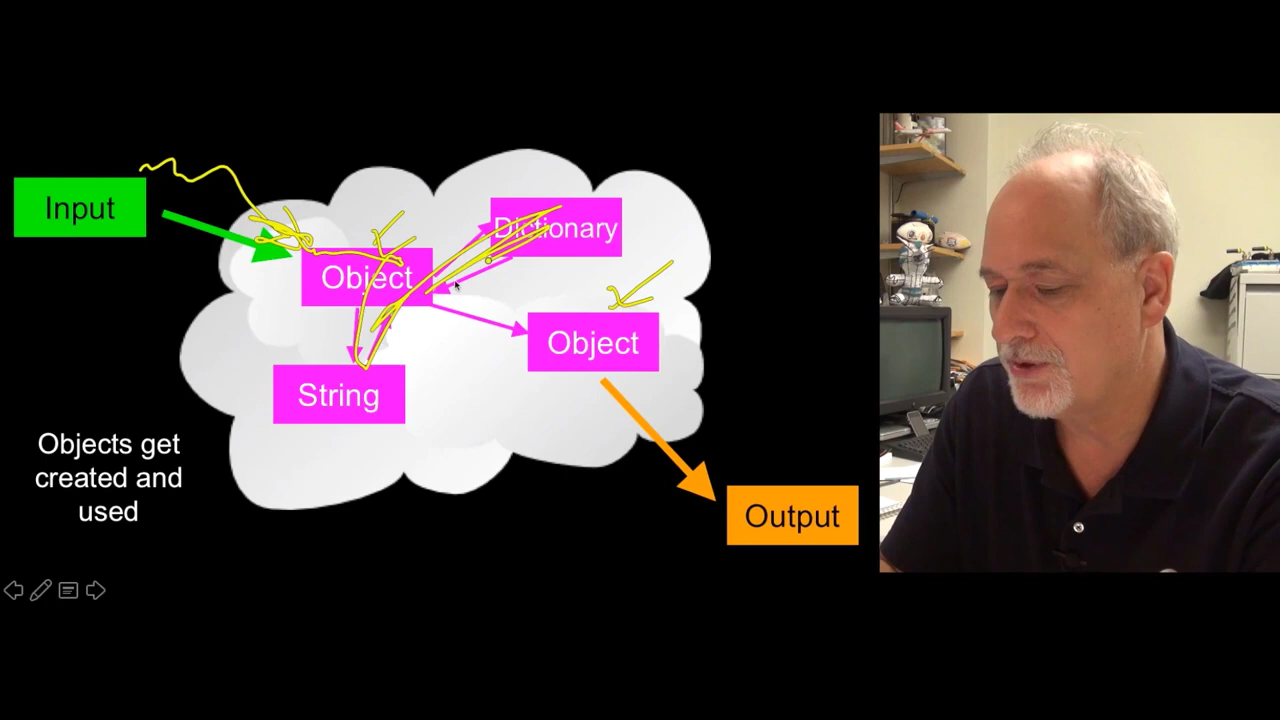 Input
Object
Dictionary
Object
String
Objects get
created and
used
Output